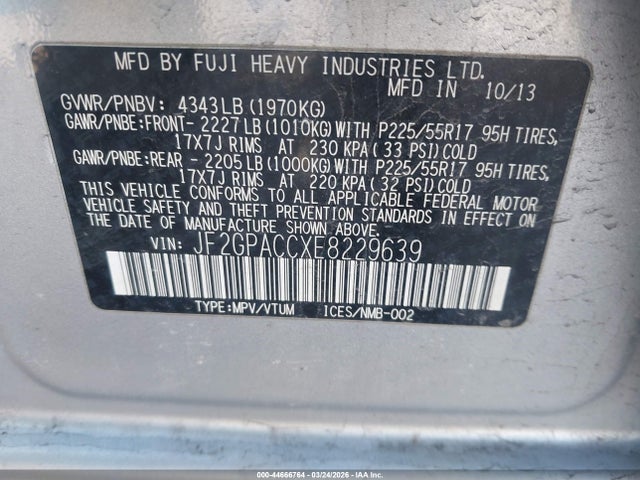 MFD BY FUJI HEAVY INDUSTRIES LTD.
MFD IN 10/13
GVWR/PNBV: 4343LB (1970KG)
GAWR/PNBE:FRONT- 2227LB(1010KG)WITH P225/55R17 95H TIRES,
17X7J RIMS AT 230 KPA(33 PSI)COLD
GAWR/PNBE:REAR - 2205LB(1000KG)WITH P225/55R17 95H TIRES,
17X7J RIMS AT 220 KPA(32 PSI)COLD
THIS VEHICLE CONFORMS TO ALL APPLICABLE FEDERAL MOTOR
VEHICLE SAFETY AND BUMPER STANDARDS IN EFFECT ON
THE DATE OF MANUFACTURE SHOWN ABOVE.
VIN: JF2GPACCXE8229639
TYPE:MPV/VTUM ICES/NMB-002
000-44666764 | 03/24/2026 - IAA Inc.